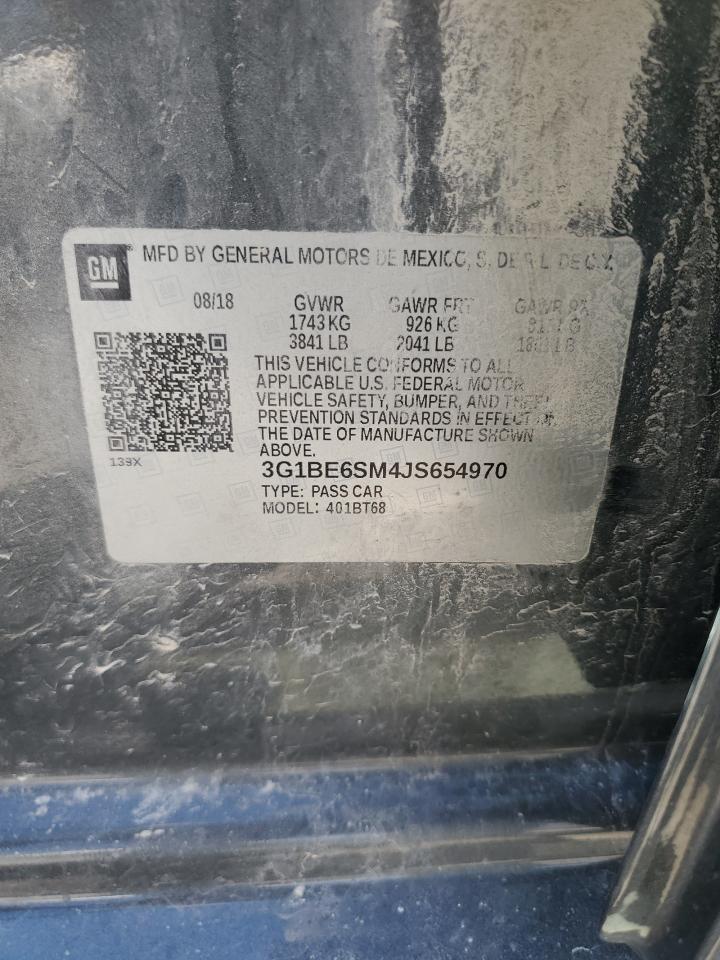 GM
MFD BY GENERAL MOTORS DE MEXICO, S. DE R.L. DE C.V.
08/18 GVWR GAWR FRT GAWR
1743 KG 926 KG
3841 LB 2041 LB
THIS VEHICLE CONFORMS TO ALL
APPLICABLE U.S. FEDERAL MOTOR
VEHICLE SAFETY, BUMPER, AND THEFT
PREVENTION STANDARDS IN EFFECT ON
THE DATE OF MANUFACTURE SHOWN
ABOVE.
139X
3G1BE6SM4JS654970
TYPE: PASS CAR
MODEL: 401BT68